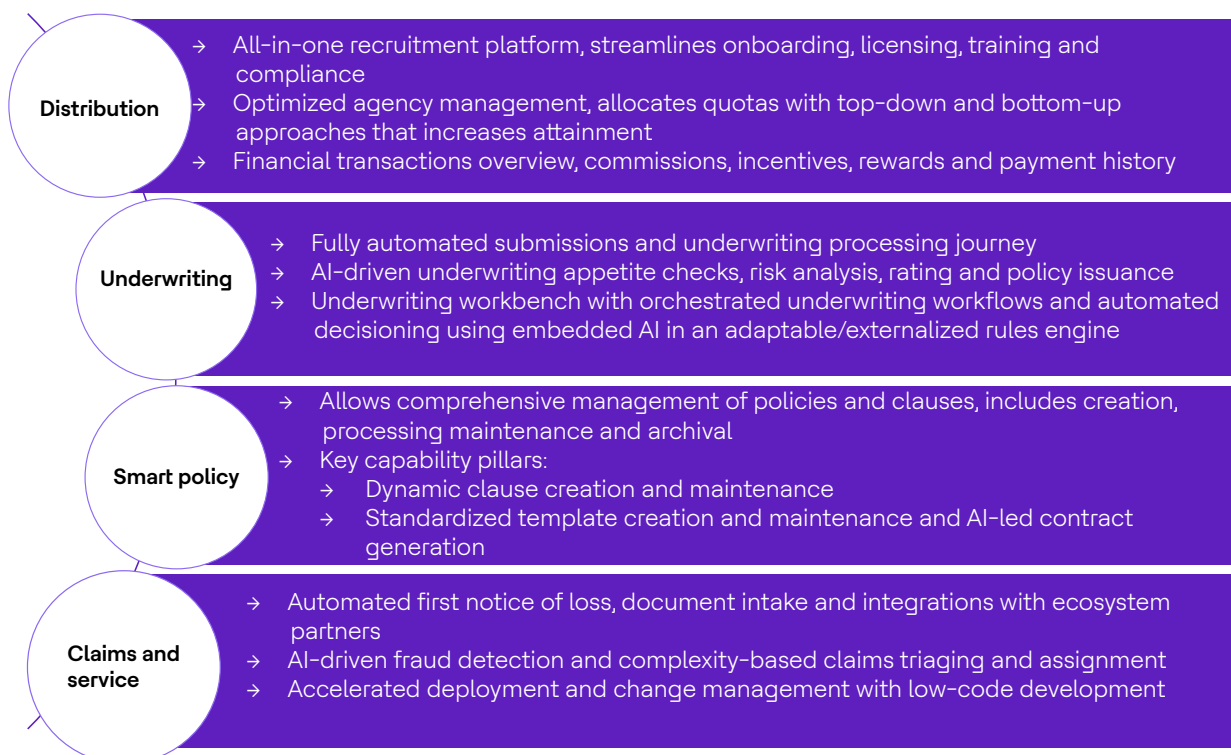 Distribution
→ All-in-one recruitment platform, streamlines onboarding, licensing, training and
compliance
→ Optimized agency management, allocates quotas with top-down and bottom-up
approaches that increases attainment
→ Financial transactions overview, commissions, incentives, rewards and payment history
Underwriting
→ Fully automated submissions and underwriting processing journey
→ AI-driven underwriting appetite checks, risk analysis, rating and policy issuance
→ Underwriting workbench with orchestrated underwriting workflows and automated
decisioning using embedded AI in an adaptable/externalized rules engine
Smart policy
→ Allows comprehensive management of policies and clauses, includes creation,
processing maintenance and archival
→ Key capability pillars:
→ Dynamic clause creation and maintenance
→ Standardized template creation and maintenance and AI-led contract
generation
Claims and
service
→ Automated first notice of loss, document intake and integrations with ecosystem
partners
→ AI-driven fraud detection and complexity-based claims triaging and assignment
→ Accelerated deployment and change management with low-code development